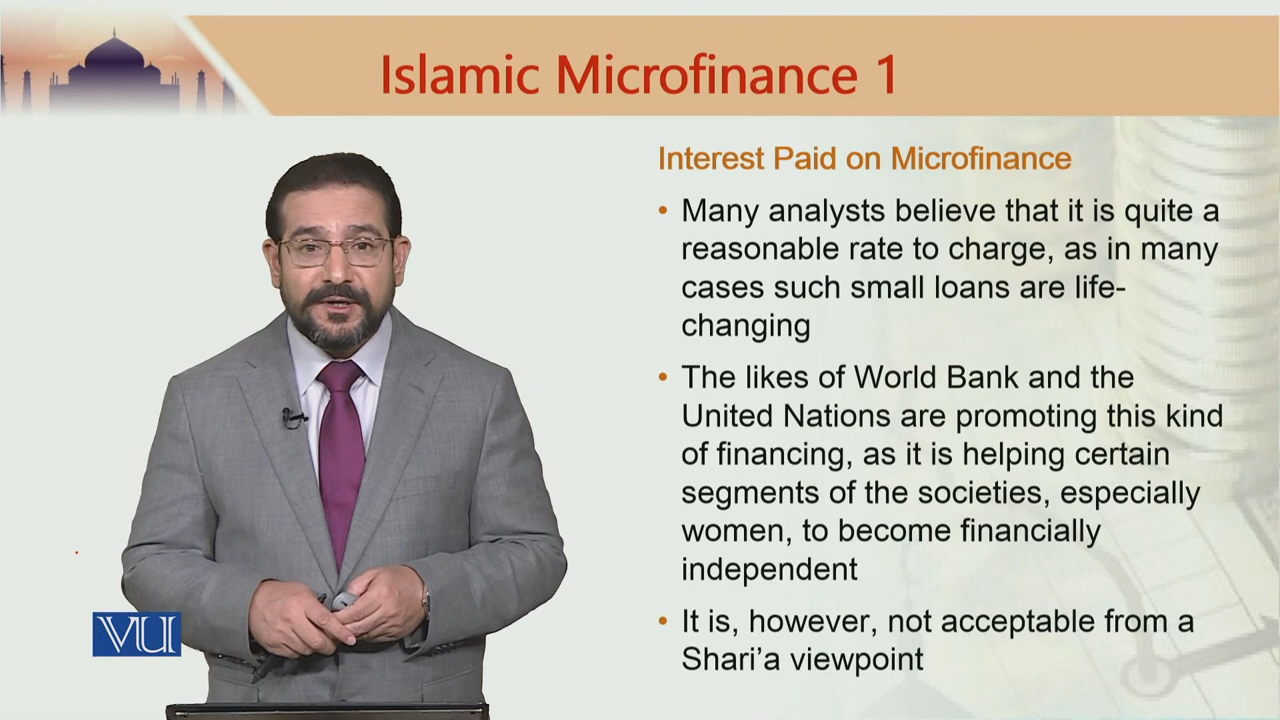 Islamic Microfinance 1
Interest Paid on Microfinance
• Many analysts believe that it is quite a
reasonable rate to charge, as in many
cases such small loans are life-
changing
• The likes of World Bank and the
United Nations are promoting this kind
of financing, as it is helping certain
segments of the societies, especially
women, to become financially
independent
• It is, however, not acceptable from a
Shari’a viewpoint
VU